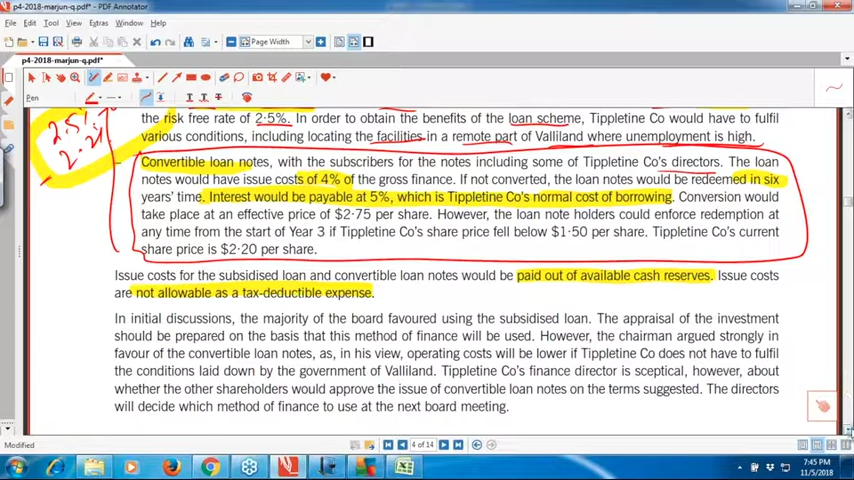 p4-2018-marjun-q.pdf* - PDF Annotator
File Edit Tool View Extras Window Help
Page Width
p4-2018-marjun-q.pdf*
Pen
the risk free rate of 2·5%. In order to obtain the benefits of the loan scheme, Tippletine Co would have to fulfil
various conditions, including locating the facilities in a remote part of Valliland where unemployment is high.
2.5%
2.2
Convertible loan notes, with the subscribers for the notes including some of Tippletine Co's directors. The loan
notes would have issue costs of 4% of the gross finance. If not converted, the loan notes would be redeemed in six
years' time. Interest would be payable at 5%, which is Tippletine Co's normal cost of borrowing. Conversion would
take place at an effective price of $2·75 per share. However, the loan note holders could enforce redemption at
any time from the start of Year 3 if Tippletine Co's share price fell below $1·50 per share. Tippletine Co's current
share price is $2·20 per share.
Issue costs for the subsidised loan and convertible loan notes would be paid out of available cash reserves. Issue costs
are not allowable as a tax-deductible expense.
In initial discussions, the majority of the board favoured using the subsidised loan. The appraisal of the investment
should be prepared on the basis that this method of finance will be used. However, the chairman argued strongly in
favour of the convertible loan notes, as, in his view, operating costs will be lower if Tippletine Co does not have to fulfil
the conditions laid down by the government of Valliland. Tippletine Co's finance director is sceptical, however, about
whether the other shareholders would approve the issue of convertible loan notes on the terms suggested. The directors
will decide which method of finance to use at the next board meeting.
Modified
4 of 14
7:45 PM
11/5/2018